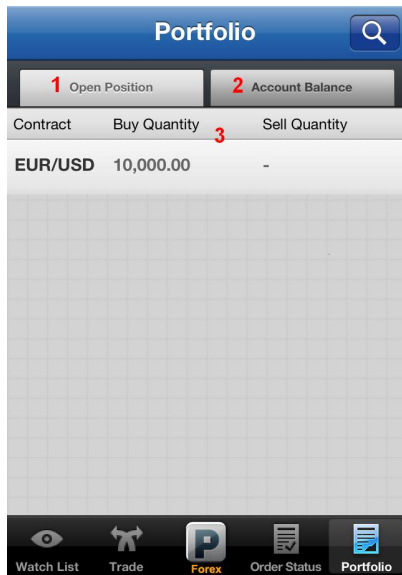 Portfolio
1 Open Position 2 Account Balance
Contract Buy Quantity 3 Sell Quantity
EUR/USD 10,000.00 -
P
Watch List Trade Forex Order Status Portfolio